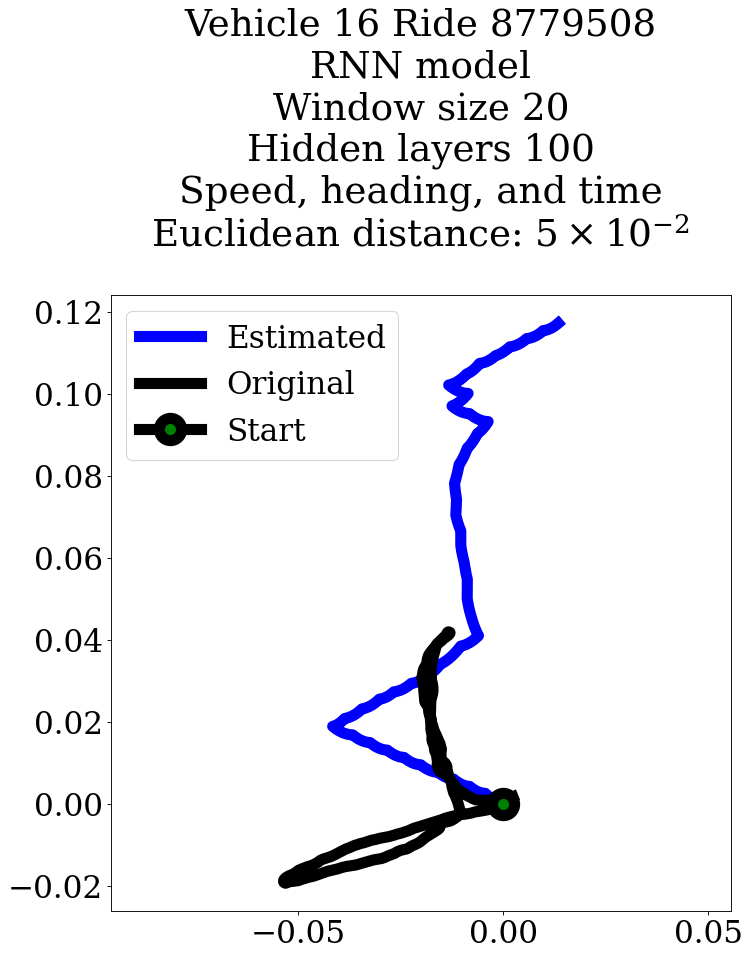 Vehicle 16 Ride 8779508
RNN model
Window size 20
Hidden layers 100
Speed, heading, and time
Euclidean distance: 5 × 10⁻²
Estimated
Original
Start
0.12
0.10
0.08
0.06
0.04
0.02
0.00
−0.02
−0.05 0.00 0.05